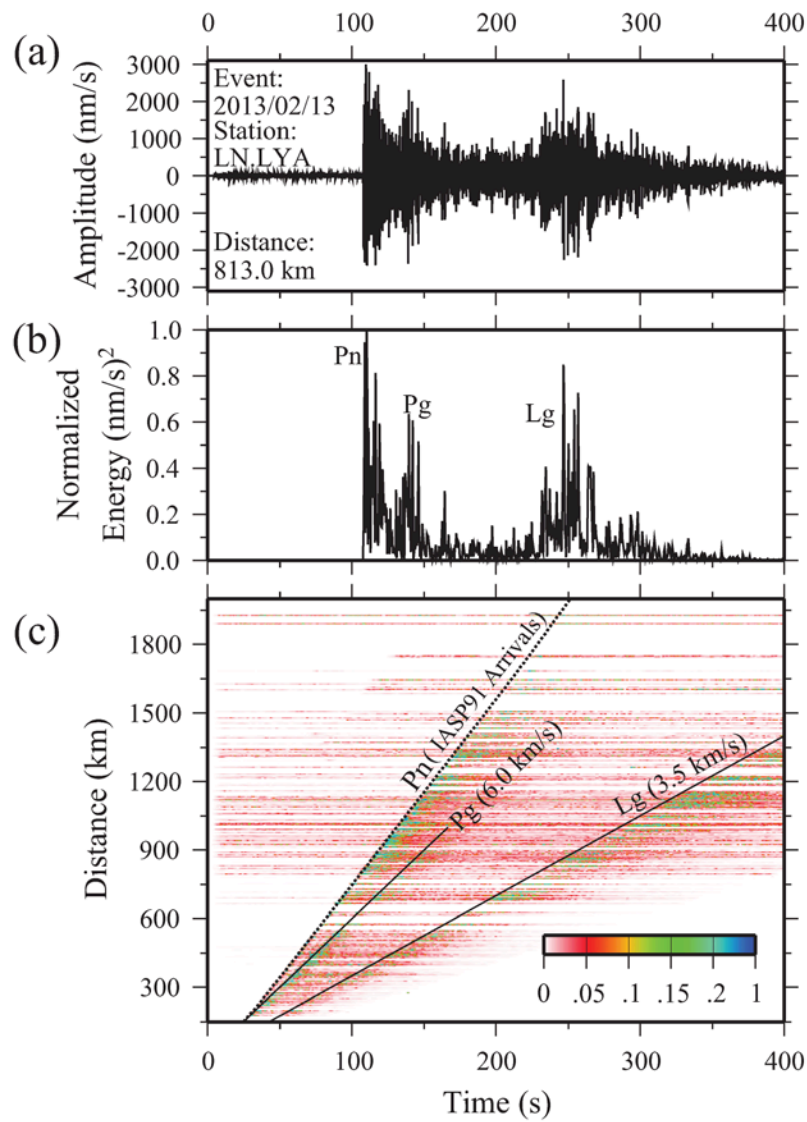 0 100 200 300 400
(a)
3000
2000
1000
0
-1000
-2000
-3000
Amplitude (nm/s)
Event:
2013/02/13
Station:
LN.LYA
Distance:
813.0 km
(b)
1.0
0.8
0.6
0.4
0.2
0.0
Normalized
Energy (nm/s)2
Pn
Pg
Lg
(c)
1800
1500
1200
900
600
300
Distance (km)
Pn( IASP91 Arrivals)
Pg (6.0 km/s)
Lg (3.5 km/s)
0 .05 .1 .15 .2 1
0 100 200 300 400
Time (s)